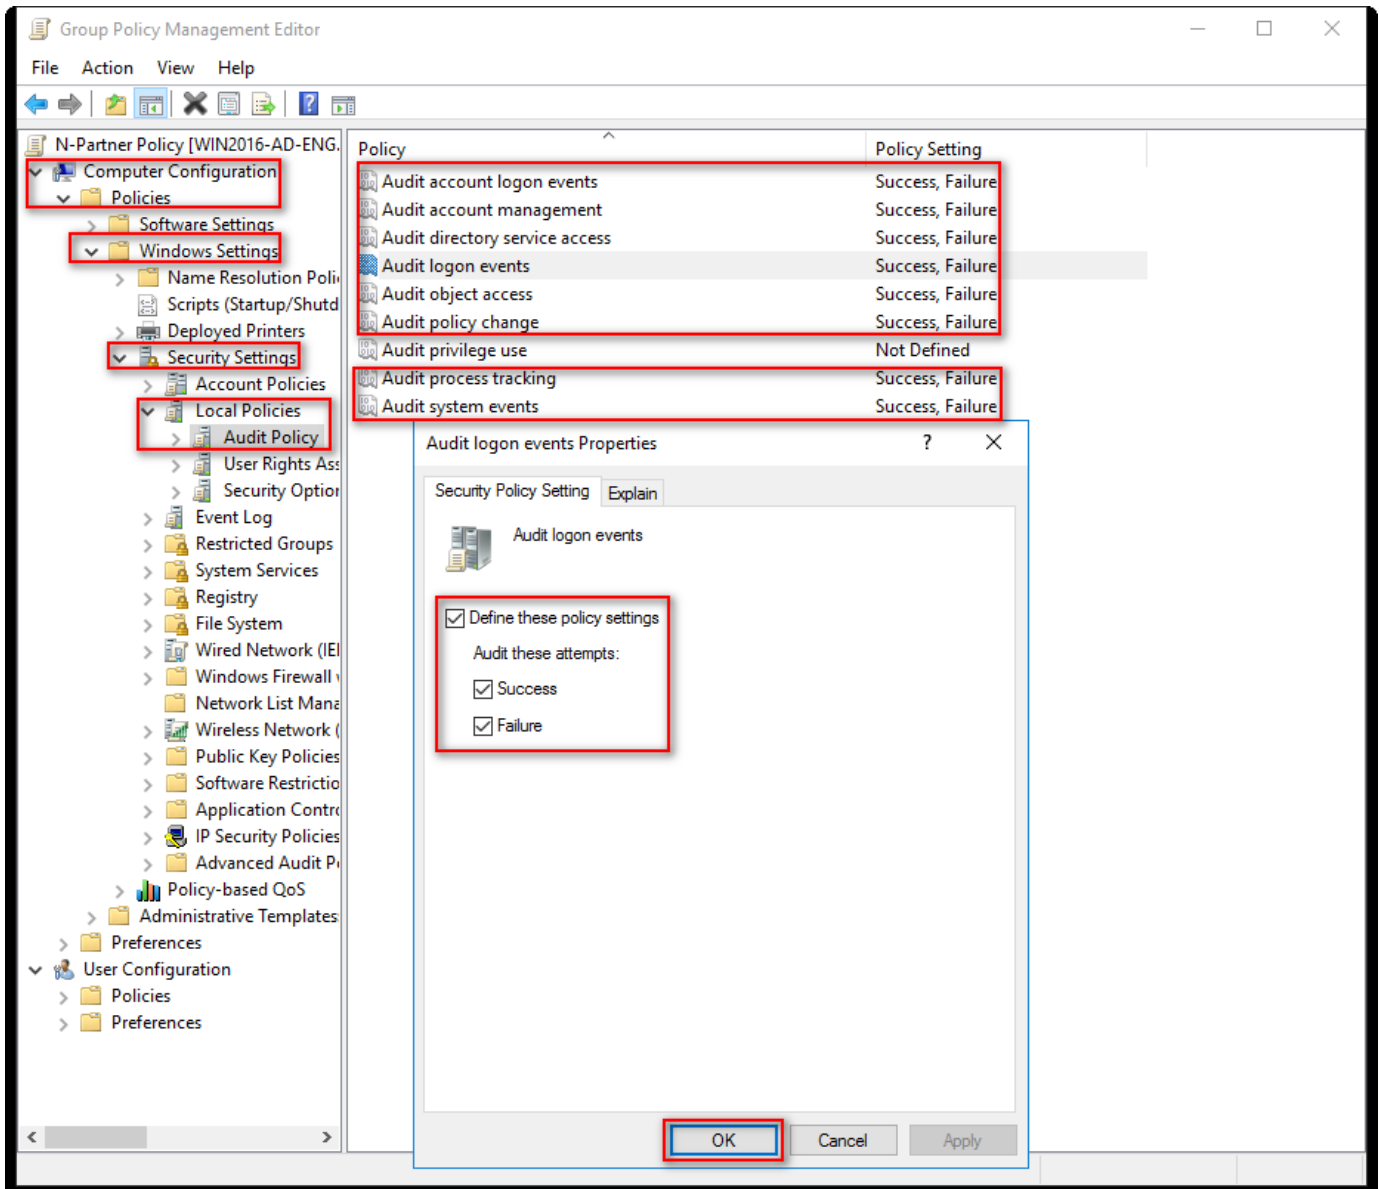 Group Policy Management Editor
File Action View Help
N-Partner Policy [WIN2016-AD-ENG.
Computer Configuration
Policies
Software Settings
Windows Settings
Name Resolution Poli
Scripts (Startup/Shutd
Deployed Printers
Security Settings
Account Policies
Local Policies
Audit Policy
User Rights Ass
Security Option
Event Log
Restricted Groups
System Services
Registry
File System
Wired Network (IEI
Windows Firewall
Network List Mana
Wireless Network (
Public Key Policies
Software Restrictio
Application Contro
IP Security Policies
Advanced Audit P
Policy-based QoS
Administrative Templates
Preferences
User Configuration
Policies
Preferences
Policy Policy Setting
Audit account logon events Success, Failure
Audit account management Success, Failure
Audit directory service access Success, Failure
Audit logon events Success, Failure
Audit object access Success, Failure
Audit policy change Success, Failure
Audit privilege use Not Defined
Audit process tracking Success, Failure
Audit system events Success, Failure
Audit logon events Properties ?
Security Policy Setting Explain
Audit logon events
Define these policy settings
Audit these attempts:
Success
Failure
OK Cancel Apply